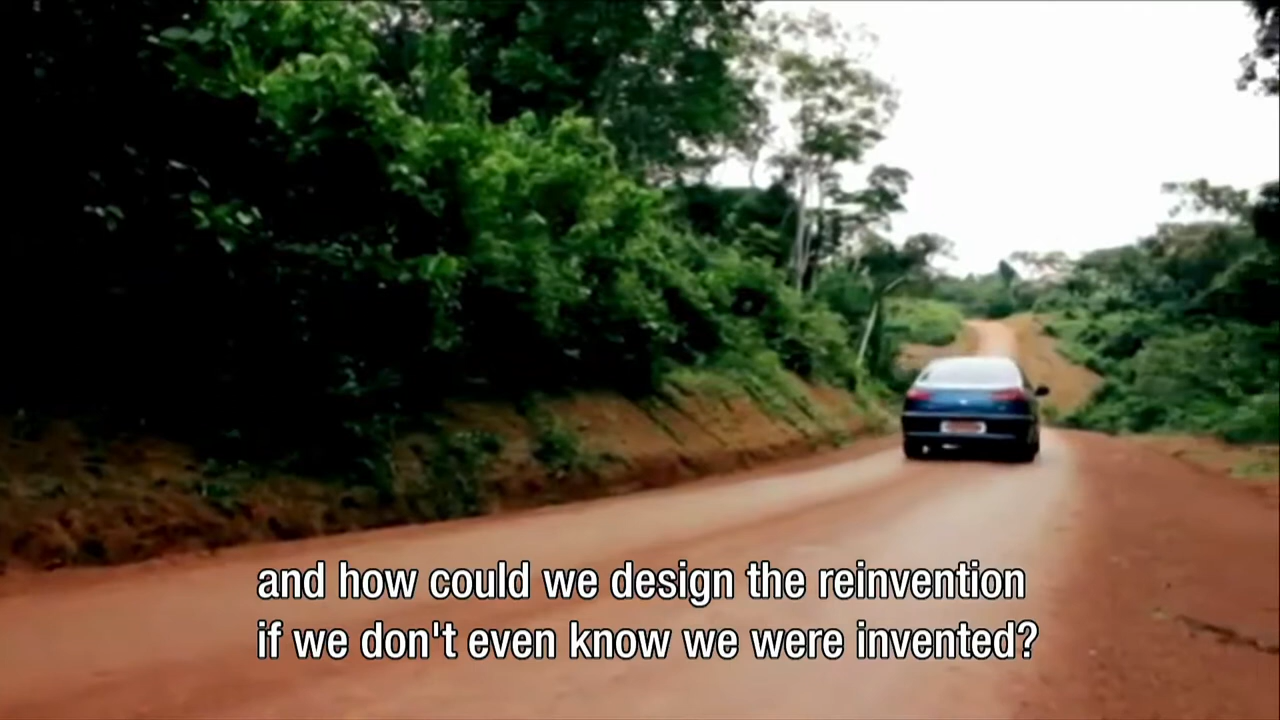 and how could we design the reinvention
if we don't even know we were invented?